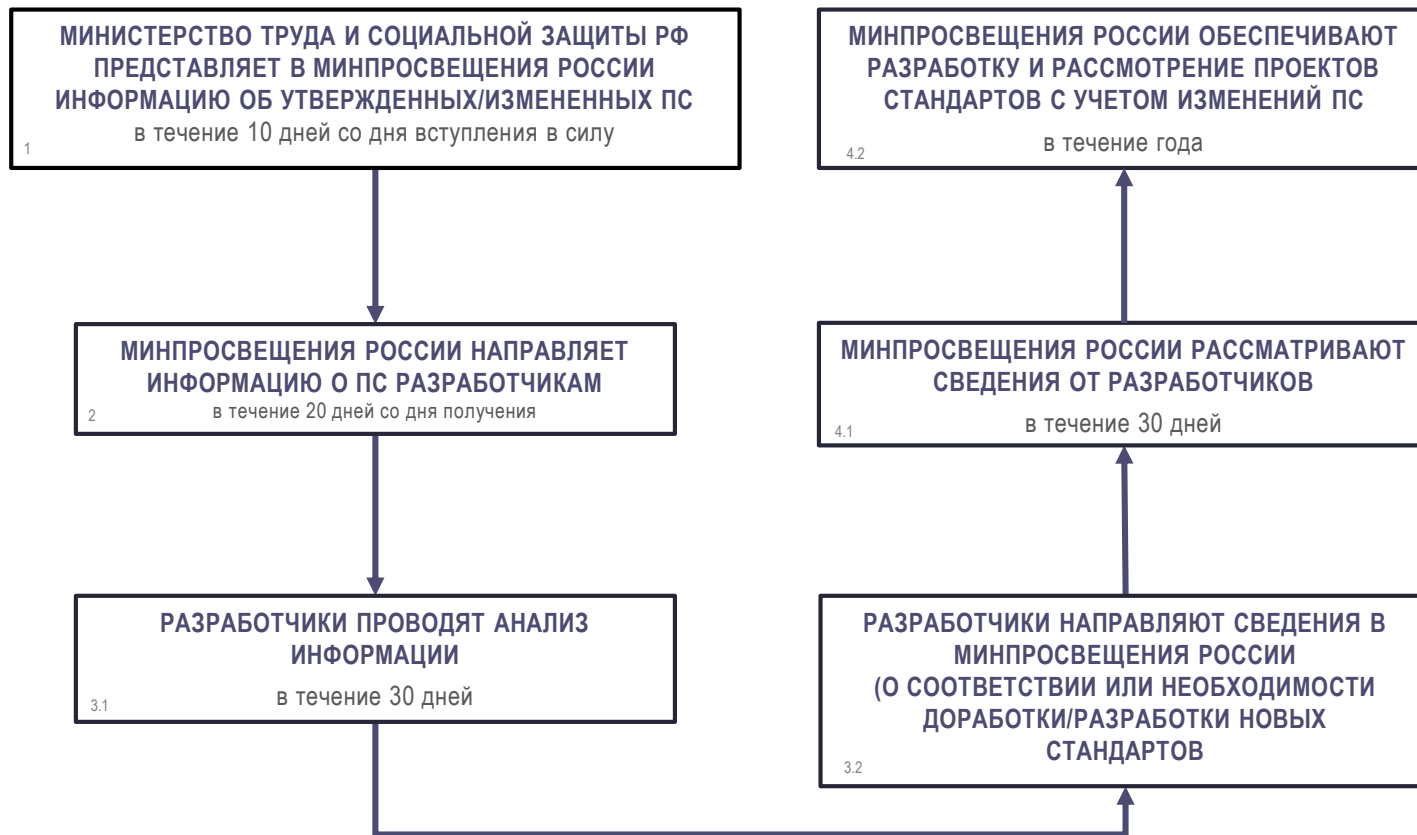 МИНИСТЕРСТВО ТРУДА И СОЦИАЛЬНОЙ ЗАЩИТЫ РФ
ПРЕДСТАВЛЯЕТ В МИНПРОСВЕЩЕНИЯ РОССИИ
ИНФОРМАЦИЮ ОБ УТВЕРЖДЕННЫХ/ИЗМЕНЕННЫХ ПС
в течение 10 дней со дня вступления в силу
1
МИНПРОСВЕЩЕНИЯ РОССИИ НАПРАВЛЯЕТ
ИНФОРМАЦИЮ О ПС РАЗРАБОТЧИКАМ
в течение 20 дней со дня получения
2
РАЗРАБОТЧИКИ ПРОВОДЯТ АНАЛИЗ
ИНФОРМАЦИИ
в течение 30 дней
3.1
РАЗРАБОТЧИКИ НАПРАВЛЯЮТ СВЕДЕНИЯ В
МИНПРОСВЕЩЕНИЯ РОССИИ
(О СООТВЕТСТВИИ ИЛИ НЕОБХОДИМОСТИ
ДОРАБОТКИ/РАЗРАБОТКИ НОВЫХ
СТАНДАРТОВ
3.2
МИНПРОСВЕЩЕНИЯ РОССИИ РАССМАТРИВАЮТ
СВЕДЕНИЯ ОТ РАЗРАБОТЧИКОВ
в течение 30 дней
4.1
МИНПРОСВЕЩЕНИЯ РОССИИ ОБЕСПЕЧИВАЮТ
РАЗРАБОТКУ И РАССМОТРЕНИЕ ПРОЕКТОВ
СТАНДАРТОВ С УЧЕТОМ ИЗМЕНЕНИЙ ПС
в течение года
4.2